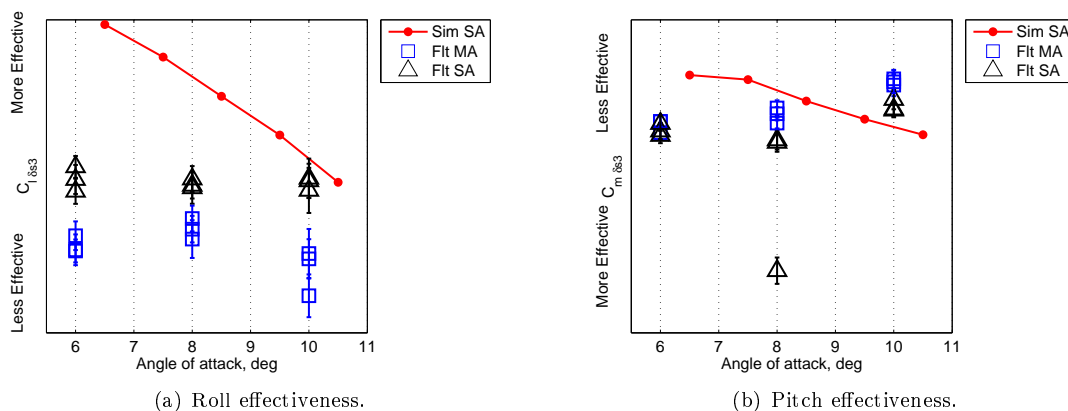 More Effective
C l δs3
Less Effective
6 7 8 9 10 11
Angle of attack, deg
Sim SA
Flt MA
Flt SA
(a) Roll effectiveness.
Less Effective
C m δs3
More Effective
6 7 8 9 10 11
Angle of attack, deg
Sim SA
Flt MA
Flt SA
(b) Pitch effectiveness.